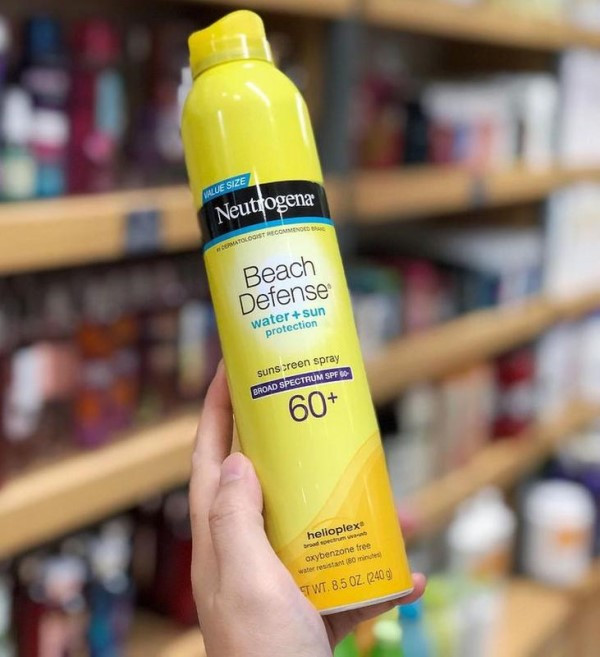 VALUE SIZE
Neutrogena®
#1 DERMATOLOGIST RECOMMENDED BRAND
Beach
Defense®
water+sun
protection
sunscreen spray
BROAD SPECTRUM SPF 60+
60+
helioplex®
broad spectrum uva•uvb
oxybenzone free
water resistant (80 minutes)
ET WT. 8.5 OZ. (240 g)